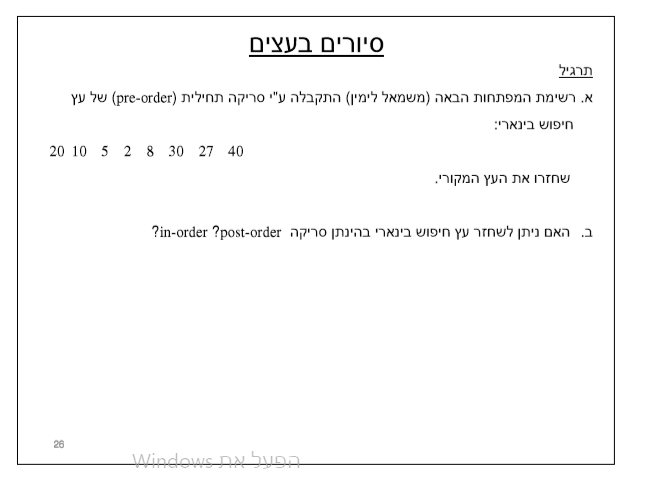 סיורים בעצים
תרגיל
א. רשימת המפתחות הבאה (משמאל לימין) התקבלה ע"י סריקה תחילית (pre-order) של עץ
חיפוש בינארי:
20 10 5 2 8 30 27 40
שחזרו את העץ המקורי.
ב. האם ניתן לשחזר עץ חיפוש בינארי בהינתן סריקה post-order? in-order?
26
הפעל את Windows